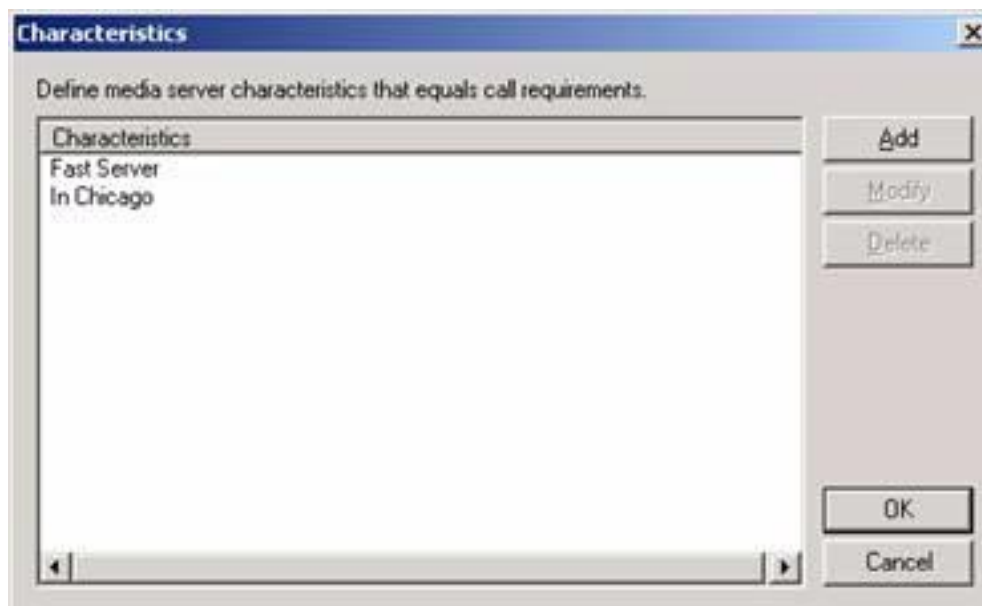 Characteristics
Define media server characteristics that equals call requirements.
Characteristics
Fast Server
In Chicago
Add
Modify
Delete
OK
Cancel